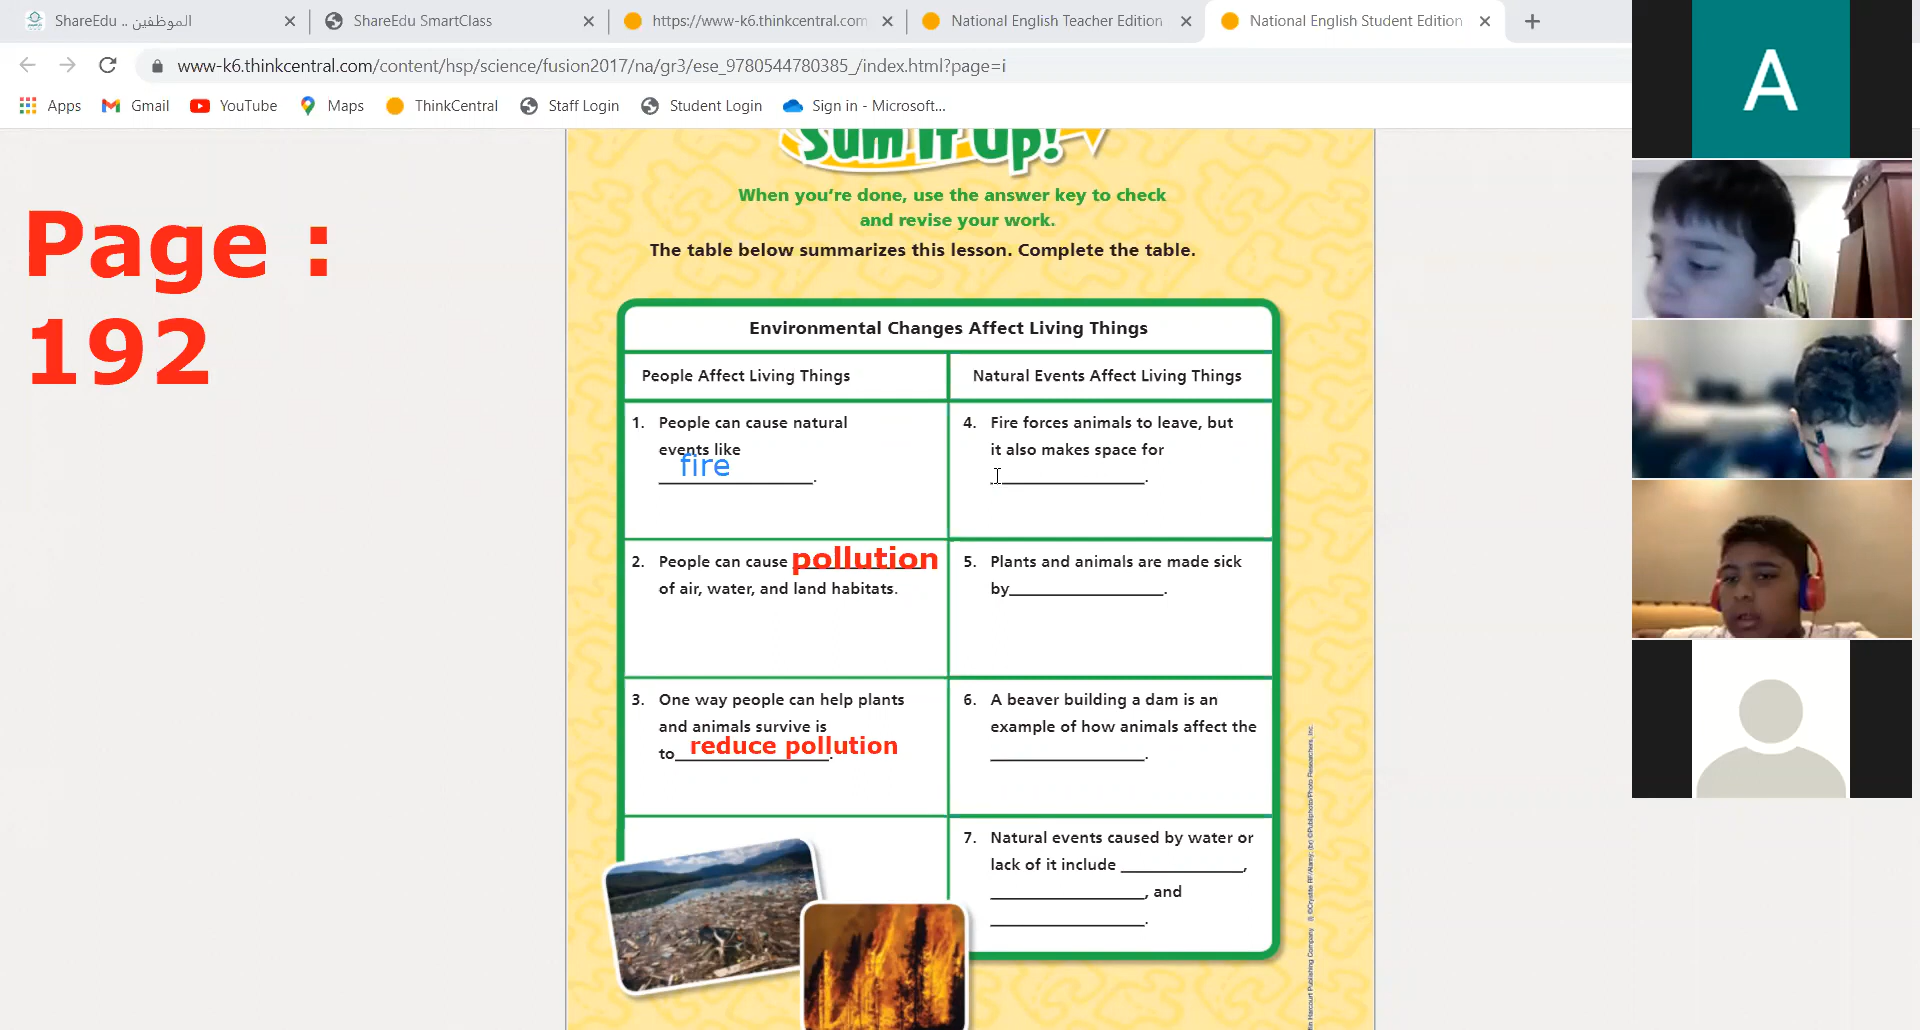 ShareEdu .. الموظفين
ShareEdu SmartClass
https://www-k6.thinkcentral.com
National English Teacher Edition
National English Student Edition
www-k6.thinkcentral.com/content/hsp/science/fusion2017/na/gr3/ese_9780544780385_/index.html?page=i
Apps
Gmail
YouTube
Maps
ThinkCentral
Staff Login
Student Login
Sign in - Microsoft...
A
Page :
192
Sum It Up!
When you're done, use the answer key to check
and revise your work.
The table below summarizes this lesson. Complete the table.
Environmental Changes Affect Living Things
People Affect Living Things
Natural Events Affect Living Things
1. People can cause natural
events like
fire
______________.
4. Fire forces animals to leave, but
it also makes space for
______________.
2. People can cause pollution
of air, water, and land habitats.
5. Plants and animals are made sick
by______________.
3. One way people can help plants
and animals survive is
to reduce pollution.
6. A beaver building a dam is an
example of how animals affect the
______________.
7. Natural events caused by water or
lack of it include ___________,
______________, and
______________.